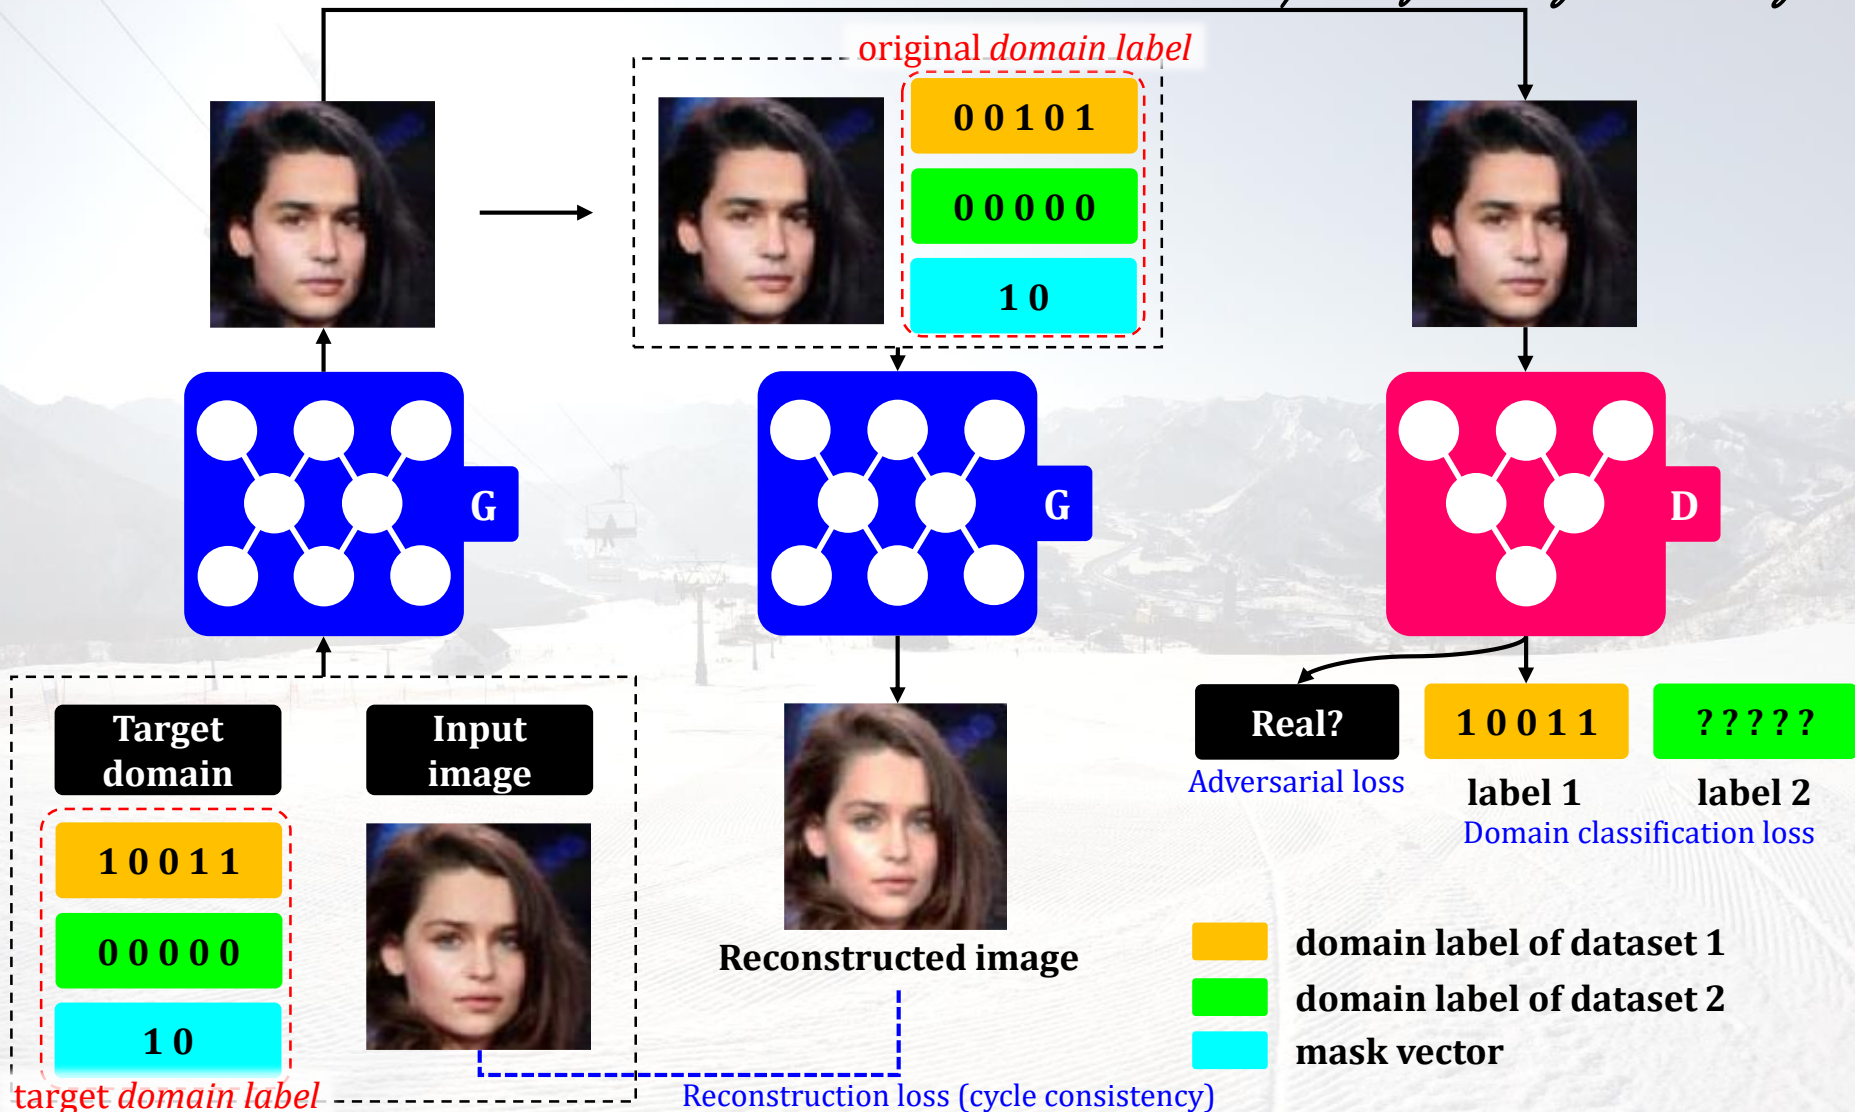 original domain label
0 0 1 0 1
0 0 0 0 0
1 0
G
G
D
Target
domain
Input
image
1 0 0 1 1
0 0 0 0 0
1 0
target domain label
Reconstructed image
Reconstruction loss (cycle consistency)
Real?
1 0 0 1 1
? ? ? ? ?
Adversarial loss
label 1
label 2
Domain classification loss
domain label of dataset 1
domain label of dataset 2
mask vector